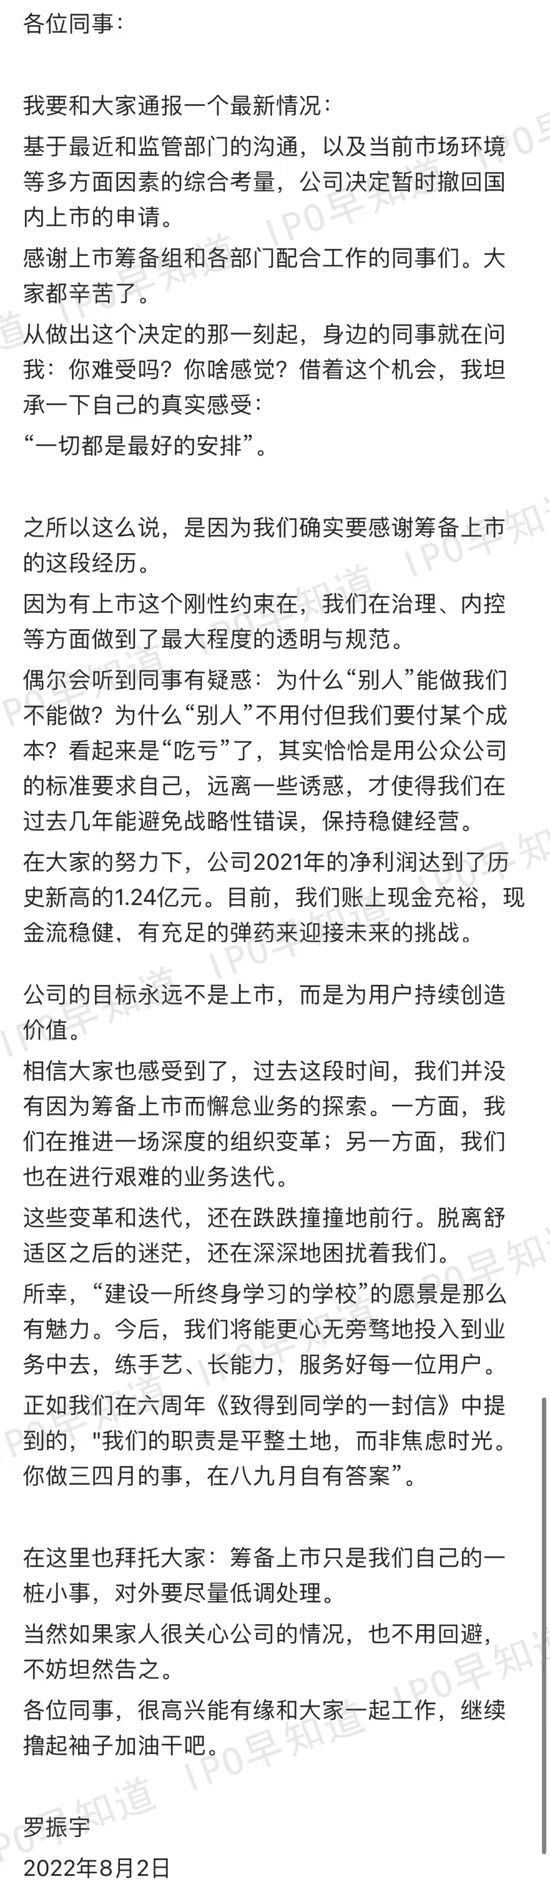 各位同事：
我要和大家通报一个最新情况：
基于最近和监管部门的沟通，以及当前市场环境
等多方面因素的综合考量，公司决定暂时撤回国
内上市的申请。
感谢上市筹备组和各部门配合工作的同事们。大
家都辛苦了。
从做出这个决定的那一刻起，身边的同事就在问
我：你难受吗？你啥感觉？借着这个机会，我坦
承一下自己的真实感受：
“一切都是最好的安排”。
之所以这么说，是因为我们确实要感谢筹备上市
的这段经历。
因为有上市这个刚性约束在，我们在治理、内控
等方面做到了最大程度的透明与规范。
偶尔会听到同事有疑惑：为什么“别人”能做我们
不能做？为什么“别人”不用付但我们要付某个成
本？看起来是“吃亏”了，其实恰恰是用公众公司
的标准要求自己，远离一些诱惑，才使得我们在
过去几年能避免战略性错误，保持稳健经营。
在大家的努力下，公司2021年的净利润达到了历
史新高的1.24亿元。目前，我们账上现金充裕，现
金流稳健，有充足的弹药来迎接未来的挑战。
公司的目标永远不是上市，而是为用户持续创造
价值。
相信大家也感受到了，过去这段时间，我们并没
有因为筹备上市而懈怠业务的探索。一方面，我
们在推进一场深度的组织变革；另一方面，我们
也在进行艰难的业务迭代。
这些变革和迭代，还在跌跌撞撞地前行。脱离舒
适区之后的迷茫，还在深深地困扰着我们。
所幸，“建设一所终身学习的学校”的愿景是那么
有魅力。今后，我们将能更心无旁骛地投入到业
务中去，练手艺、长能力，服务好每一位用户。
正如我们在六周年《致得到同学的一封信》中提
到的，"我们的职责是平整土地，而非焦虑时光。
你做三四月的事，在八九月自有答案”。
在这里也拜托大家：筹备上市只是我们自己的一
桩小事，对外要尽量低调处理。
当然如果家人很关心公司的情况，也不用回避，
不妨坦然告之。
各位同事，很高兴能有缘和大家一起工作，继续
撸起袖子加油干吧。
罗振宇
2022年8月2日
IPO早知道